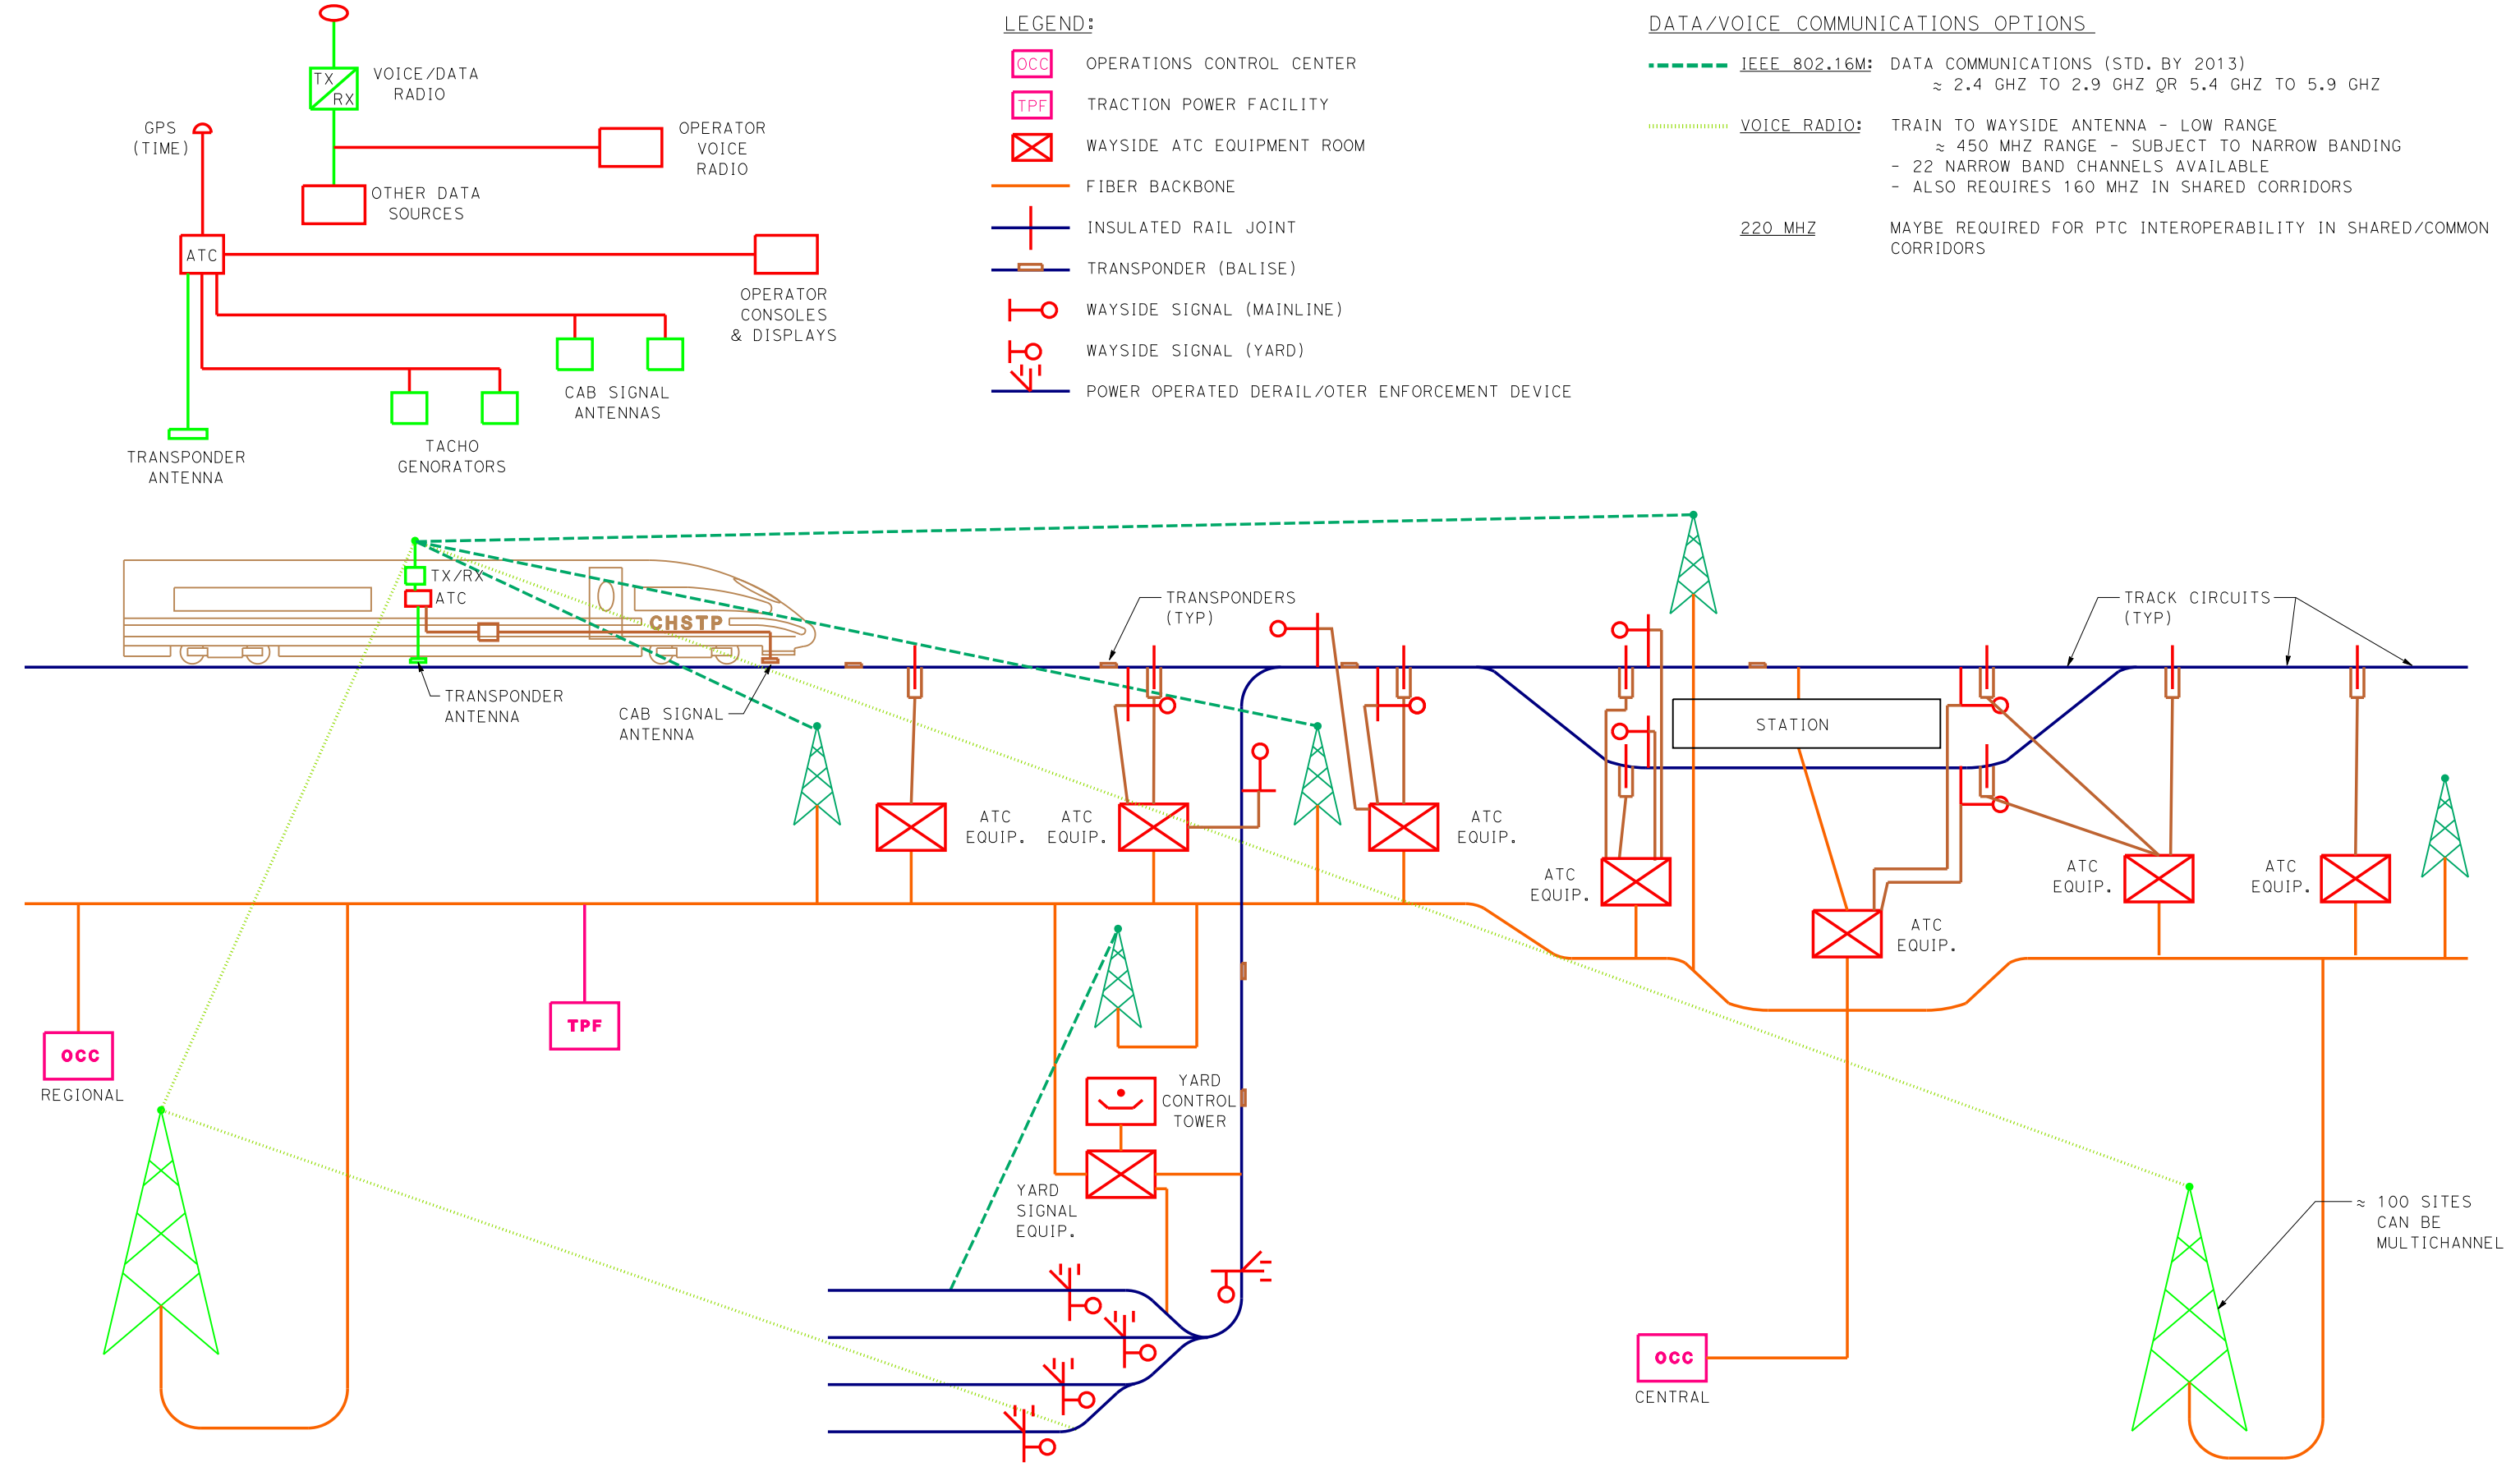 TX
RX
VOICE/DATA
RADIO
GPS
(TIME)
OPERATOR
VOICE
RADIO
OTHER DATA
SOURCES
ATC
OPERATOR
CONSOLES
& DISPLAYS
CAB SIGNAL
ANTENNAS
TACHO
GENORATORS
TRANSPONDER
ANTENNA
LEGEND:
OCC OPERATIONS CONTROL CENTER
TPF TRACTION POWER FACILITY
WAYSIDE ATC EQUIPMENT ROOM
FIBER BACKBONE
INSULATED RAIL JOINT
TRANSPONDER (BALISE)
WAYSIDE SIGNAL (MAINLINE)
WAYSIDE SIGNAL (YARD)
POWER OPERATED DERAIL/OTER ENFORCEMENT DEVICE
DATA/VOICE COMMUNICATIONS OPTIONS
IEEE 802.16M: DATA COMMUNICATIONS (STD. BY 2013)
≈ 2.4 GHZ TO 2.9 GHZ OR 5.4 GHZ TO 5.9 GHZ
VOICE RADIO: TRAIN TO WAYSIDE ANTENNA - LOW RANGE
≈ 450 MHZ RANGE - SUBJECT TO NARROW BANDING
- 22 NARROW BAND CHANNELS AVAILABLE
- ALSO REQUIRES 160 MHZ IN SHARED CORRIDORS
220 MHZ MAYBE REQUIRED FOR PTC INTEROPERABILITY IN SHARED/COMMON
CORRIDORS
TX/RX
ATC
CHSTP
TRANSPONDERS
(TYP)
TRACK CIRCUITS
(TYP)
TRANSPONDER
ANTENNA
CAB SIGNAL
ANTENNA
STATION
ATC
EQUIP.
ATC
EQUIP.
ATC
EQUIP.
ATC
EQUIP.
ATC
EQUIP.
ATC
EQUIP.
ATC
EQUIP.
OCC
REGIONAL
TPF
YARD
CONTROL
TOWER
YARD
SIGNAL
EQUIP.
≈ 100 SITES
CAN BE
MULTICHANNEL
OCC
CENTRAL